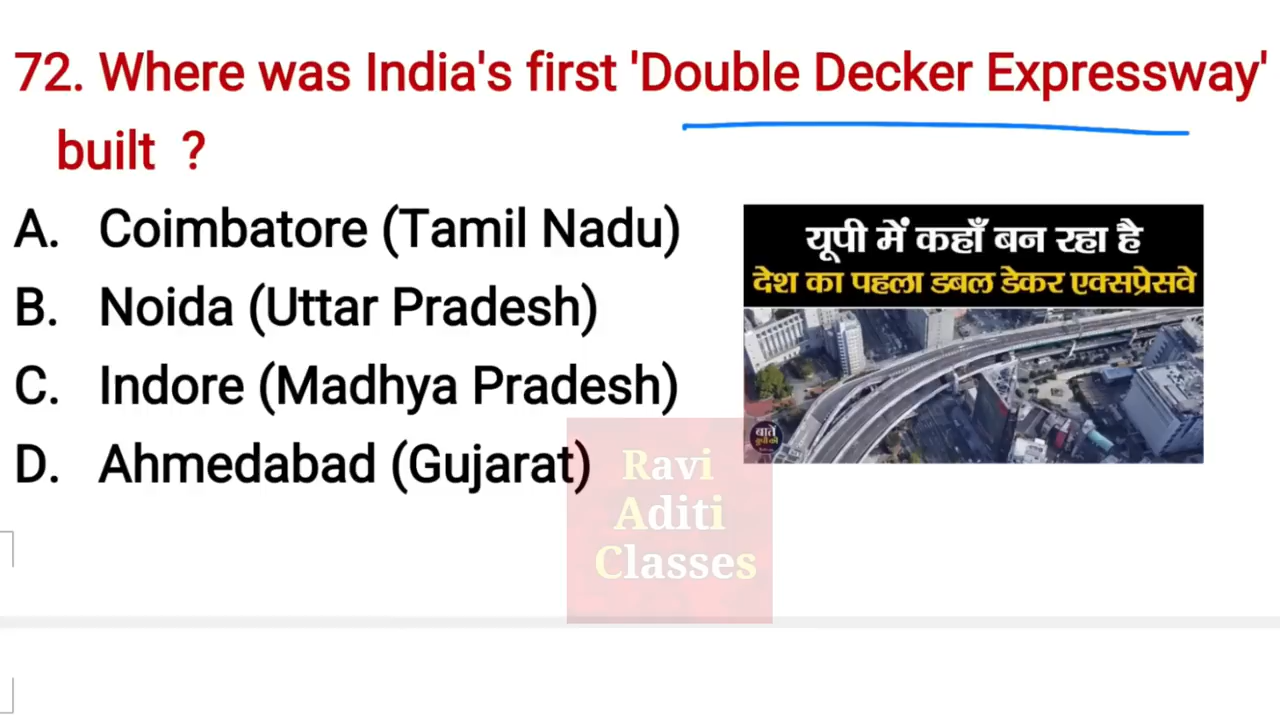 72. Where was India's first 'Double Decker Expressway'
built ?
A. Coimbatore (Tamil Nadu)
B. Noida (Uttar Pradesh)
C. Indore (Madhya Pradesh)
D. Ahmedabad (Gujarat)
यूपी में कहाँ बन रहा है
देश का पहला डबल डेकर एक्सप्रेसवे
बातें
यूपी की
Ravi
Aditi
Classes